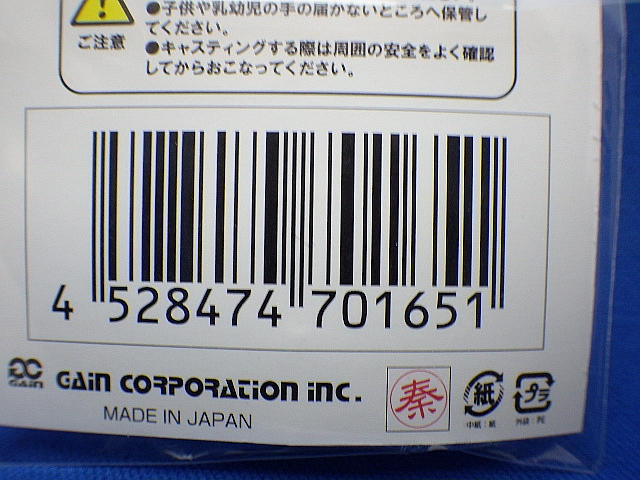 ●子供や乳幼児の手の届かないところへ保管し
てください。
ご注意
●キャスティングする際は周囲の安全をよく確認
してからおこなってください。
4 528474 701651
GAIN
GAIN CORPORATION INC.
MADE IN JAPAN
秦
紙
中紙:紙
プラ
外袋:PE